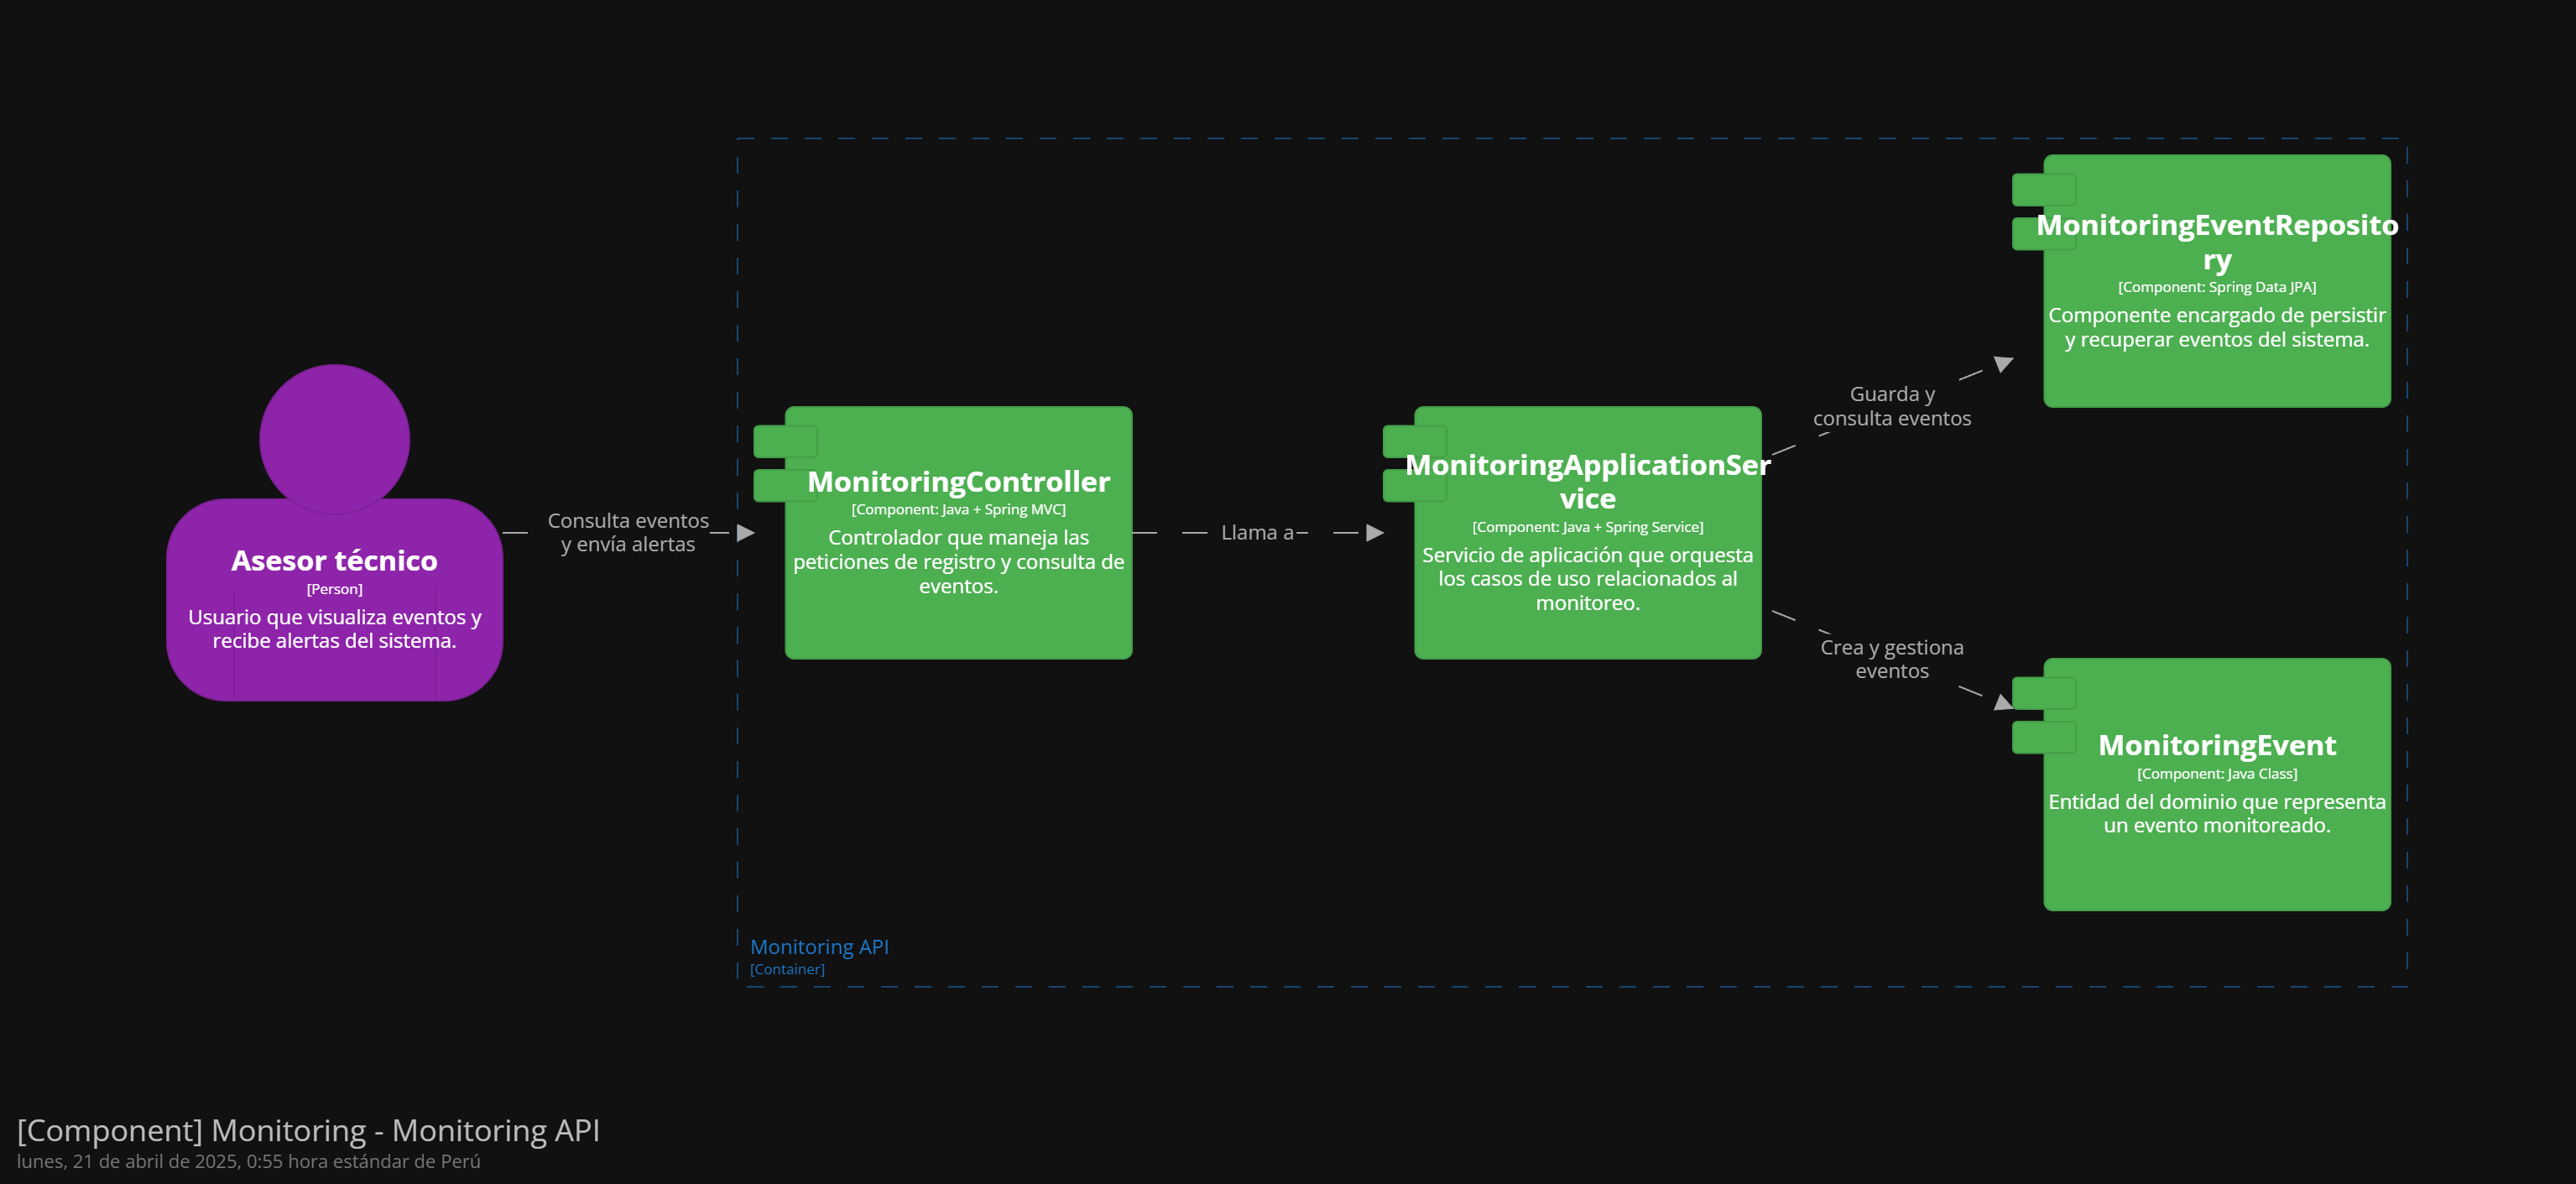 Asesor técnico
[Person]
Usuario que visualiza eventos y
recibe alertas del sistema.
Consulta eventos
y envía alertas
MonitoringController
[Component: Java + Spring MVC]
Controlador que maneja las
peticiones de registro y consulta de
eventos.
Llama a
MonitoringApplicationSer
vice
[Component: Java + Spring Service]
Servicio de aplicación que orquesta
los casos de uso relacionados al
monitoreo.
Guarda y
consulta eventos
MonitoringEventReposito
ry
[Component: Spring Data JPA]
Componente encargado de persistir
y recuperar eventos del sistema.
Crea y gestiona
eventos
MonitoringEvent
[Component: Java Class]
Entidad del dominio que representa
un evento monitoreado.
Monitoring API
[Container]
[Component] Monitoring - Monitoring API
lunes, 21 de abril de 2025, 0:55 hora estándar de Perú